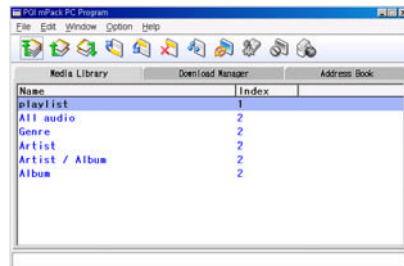 PGI mPack PC Program
File Edit Window Option Help
Media Library Download Manager Address Book
Name Index
playlist 1
All audio 2
Genre 2
Artist 2
Artist / Album 2
Album 2